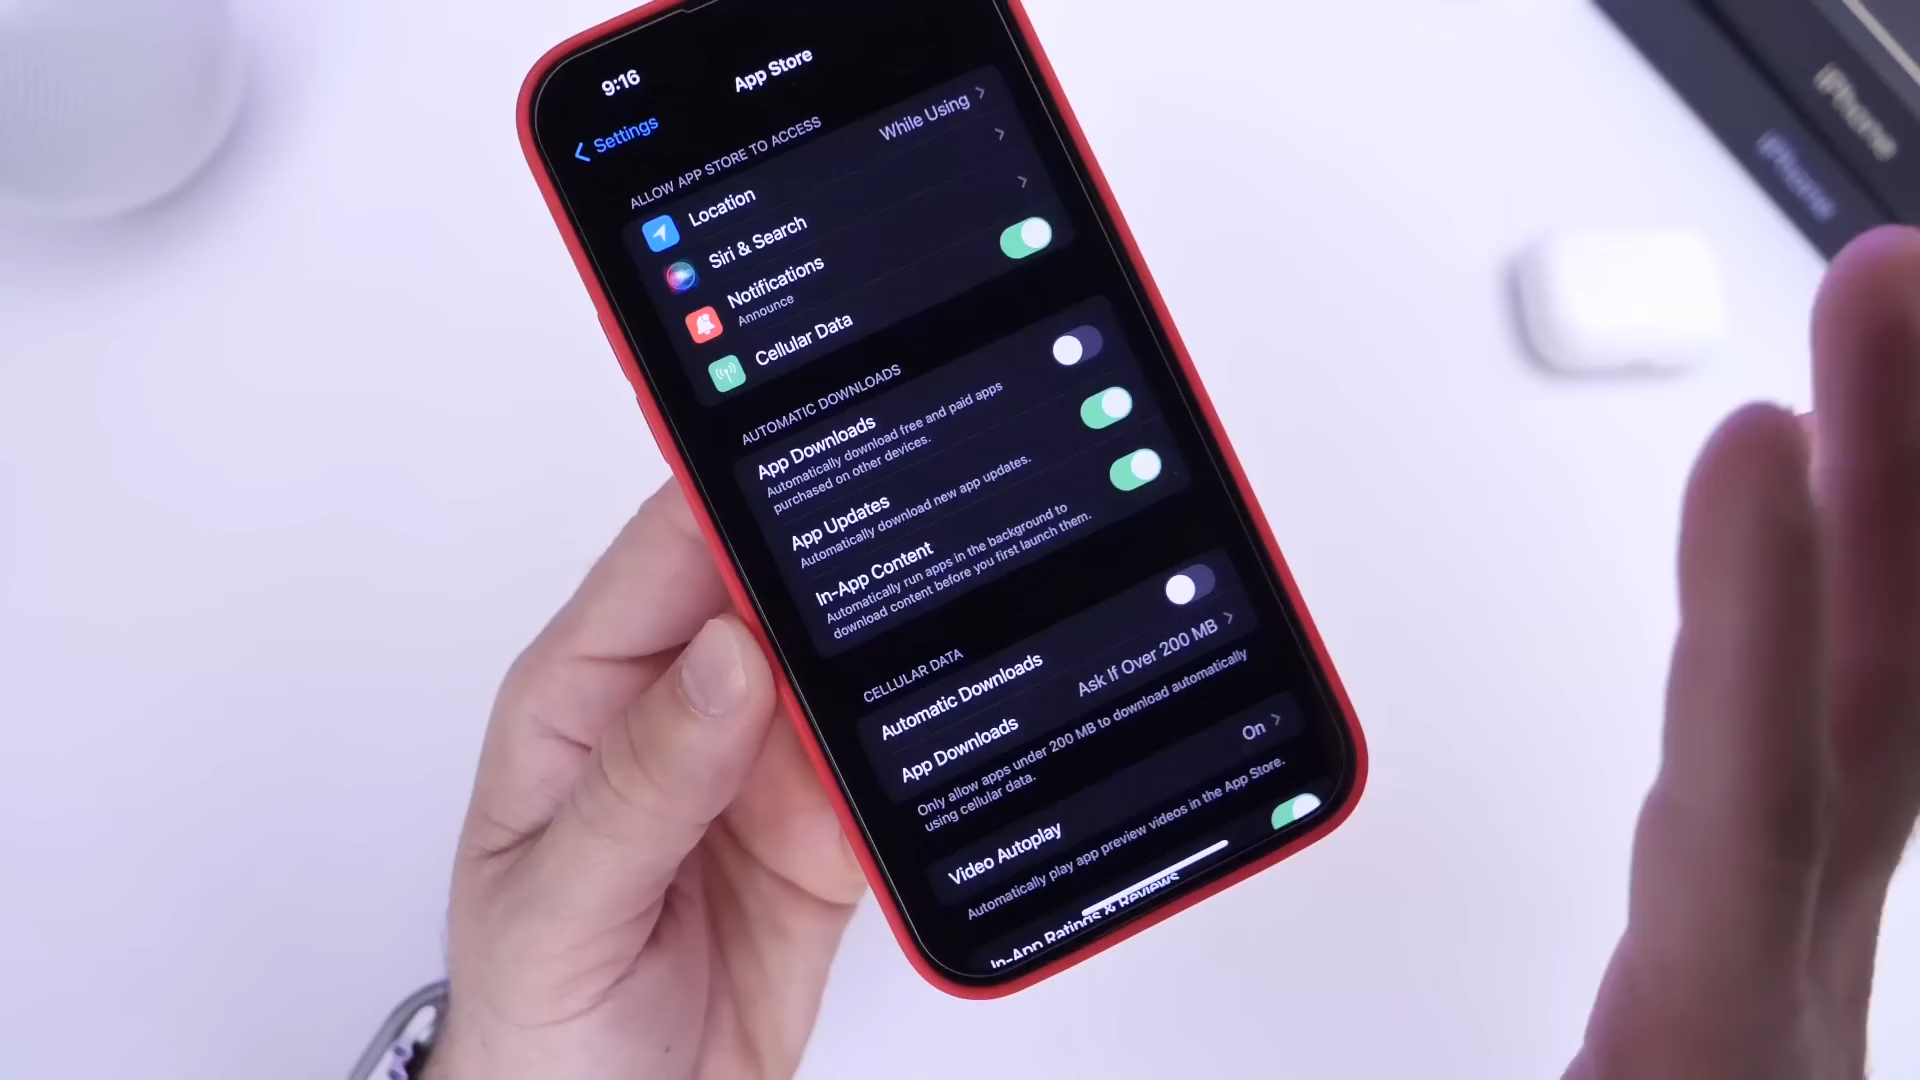 9:16
App Store
Settings
ALLOW APP STORE TO ACCESS
Location
While Using
Siri & Search
Notifications
Announce
Cellular Data
AUTOMATIC DOWNLOADS
App Downloads
Automatically download free and paid apps
purchased on other devices.
App Updates
Automatically download new app updates.
In-App Content
Automatically run apps in the background to
download content before you first launch them.
CELLULAR DATA
Automatic Downloads
App Downloads
Ask If Over 200 MB
Only allow apps under 200 MB to download automatically
using cellular data.
Video Autoplay
On
Automatically play app preview videos in the App Store.
In-App Ratings & Reviews
iPhone
iPhone